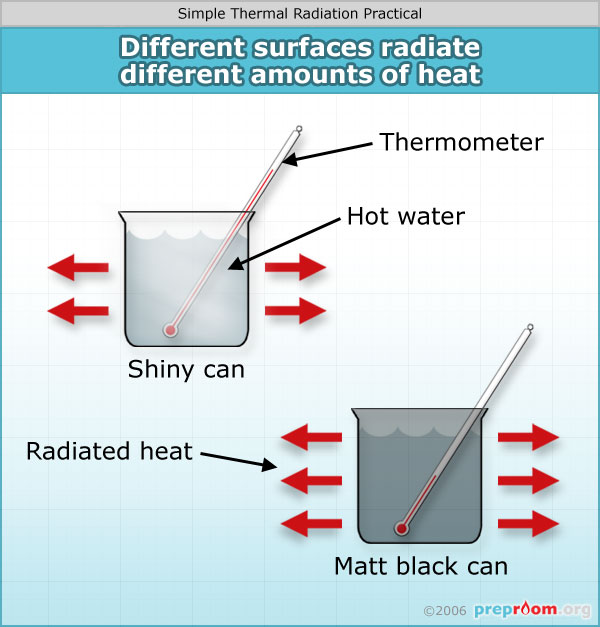 Simple Thermal Radiation Practical
Different surfaces radiate
different amounts of heat
Thermometer
Hot water
Shiny can
Radiated heat
Matt black can
©2006 preproom.org